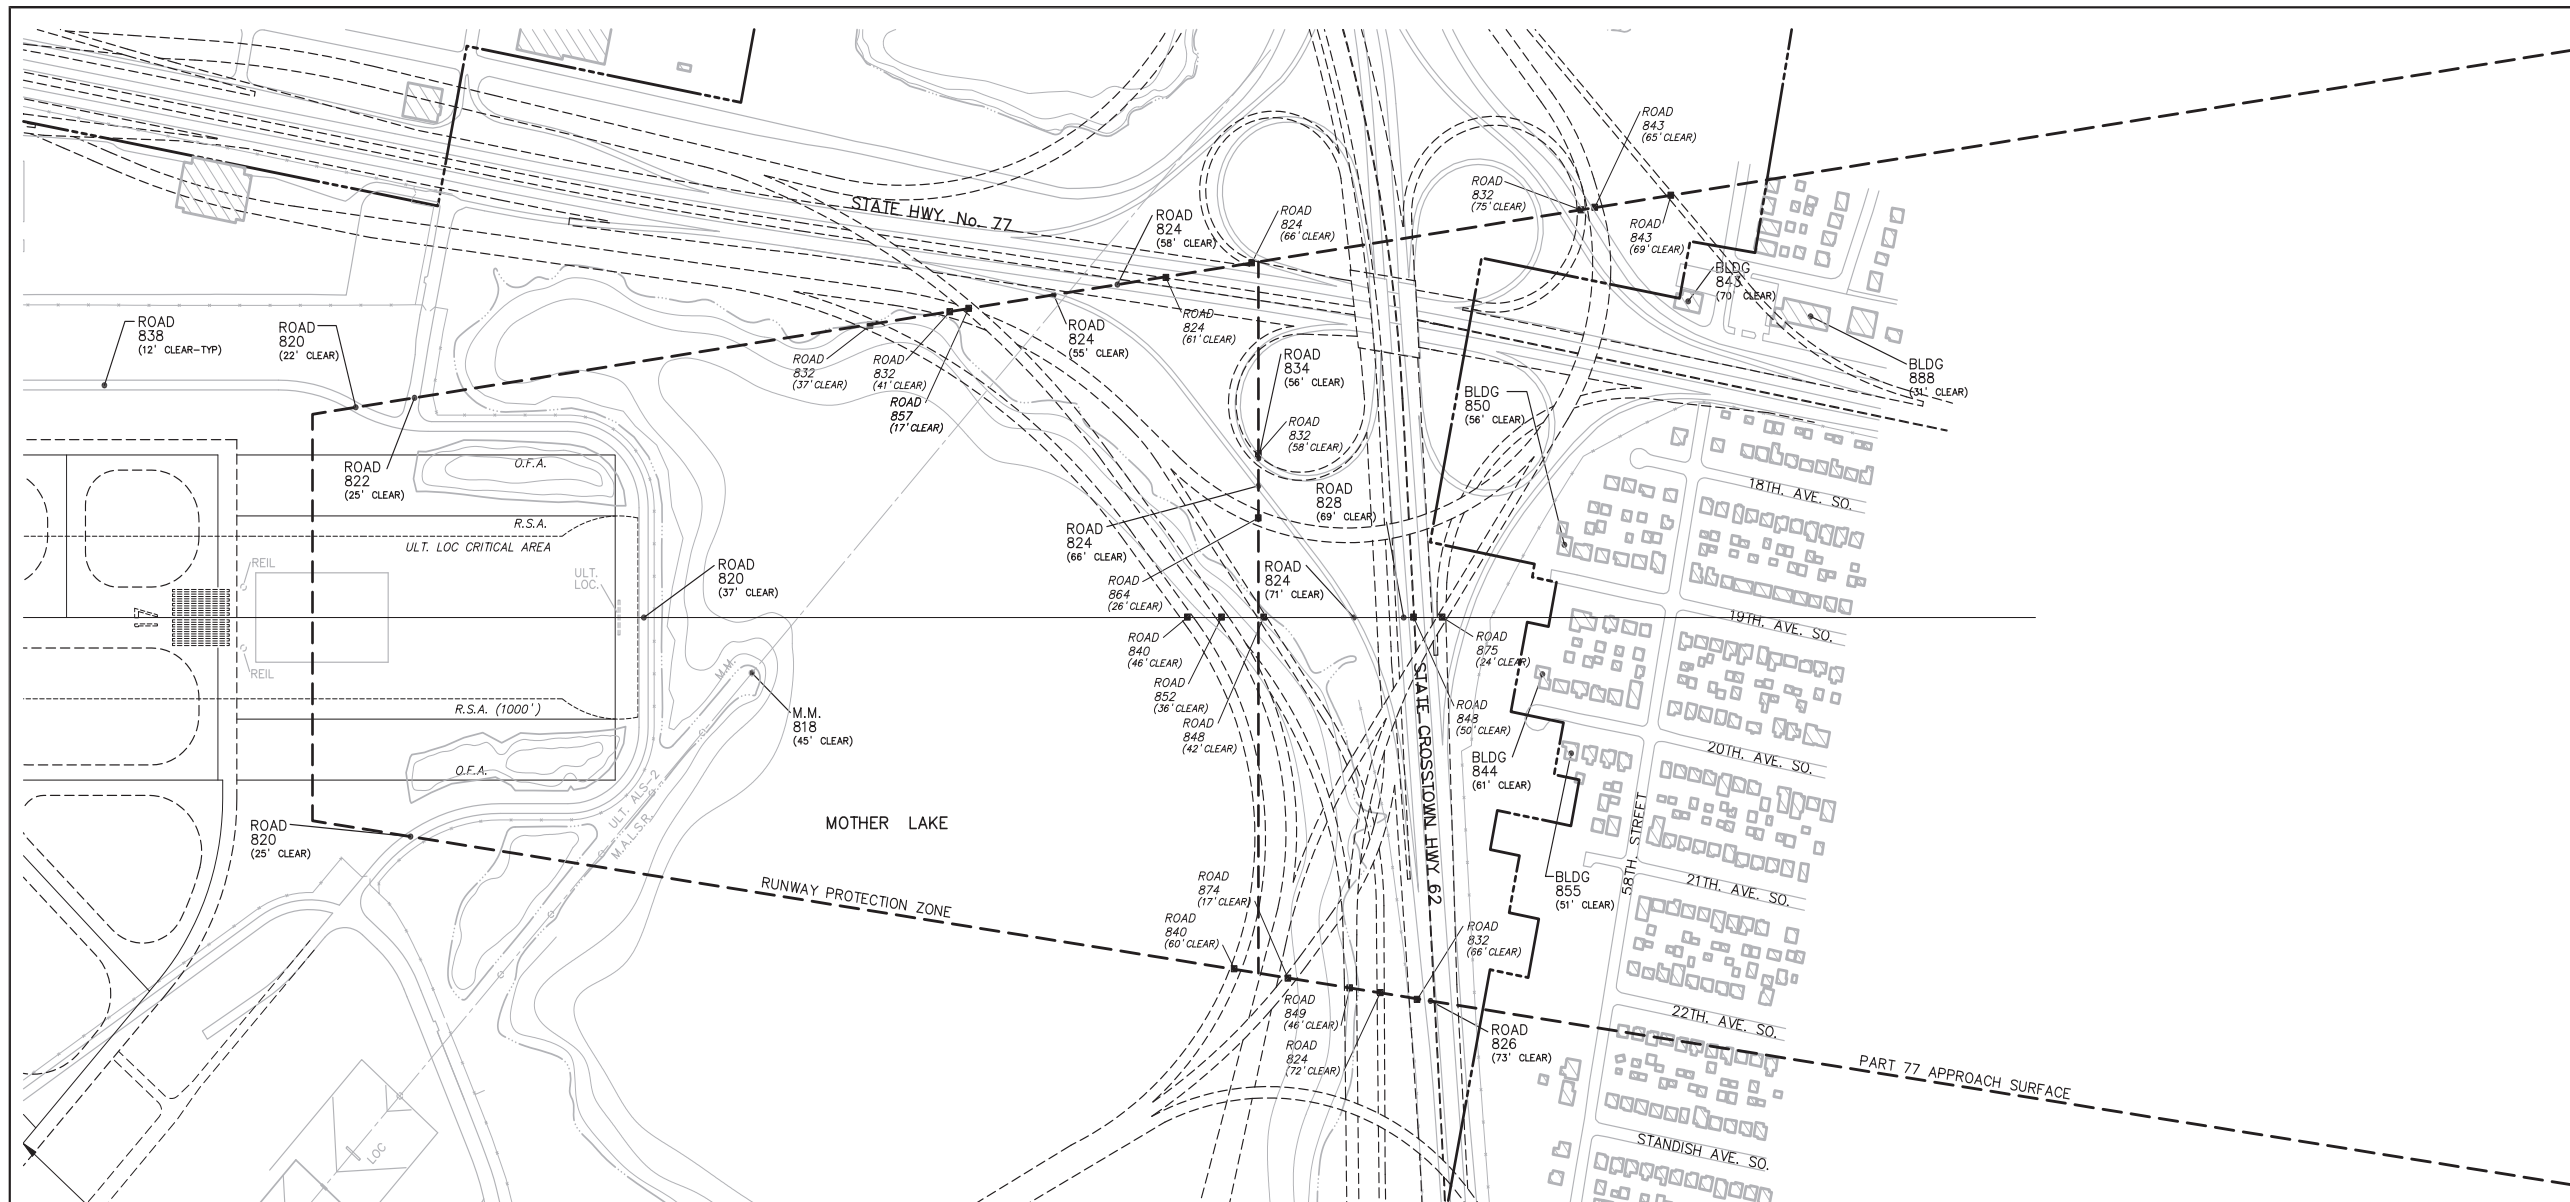 ROAD
843
(65' CLEAR)
ROAD
832
(75' CLEAR)
ROAD
843
(69' CLEAR)
STATE HWY. No. 77
ROAD
824
(58' CLEAR)
ROAD
824
(66' CLEAR)
BLDG
843
(70' CLEAR)
ROAD
838
(12' CLEAR-TYP)
ROAD
820
(22' CLEAR)
ROAD
824
(61' CLEAR)
ROAD
824
(55' CLEAR)
ROAD
832
(37' CLEAR)
ROAD
832
(41' CLEAR)
ROAD
857
(17' CLEAR)
ROAD
834
(56' CLEAR)
BLDG
888
(31' CLEAR)
BLDG
850
(56' CLEAR)
ROAD
832
(58' CLEAR)
ROAD
822
(25' CLEAR)
O.F.A.
18TH. AVE. SO.
ROAD
828
(69' CLEAR)
R.S.A.
ULT. LOC CRITICAL AREA
ROAD
824
(66' CLEAR)
REIL
ULT.
LOC.
ROAD
820
(37' CLEAR)
ROAD
864
(26' CLEAR)
ROAD
824
(71' CLEAR)
17
19TH. AVE. SO.
ROAD
840
(46' CLEAR)
ROAD
875
(24' CLEAR)
REIL
M.M.
ROAD
852
(36' CLEAR)
STATE CROSSTOWN HWY 62
R.S.A. (1000')
M.M.
818
(45' CLEAR)
ROAD
848
(42' CLEAR)
ROAD
848
(50' CLEAR)
20TH. AVE. SO.
BLDG
844
(61' CLEAR)
O.F.A.
ULT. ALS-2
M.A.L.S.R.
ROAD
820
(25' CLEAR)
MOTHER LAKE
58TH. STREET
RUNWAY PROTECTION ZONE
ROAD
874
(17' CLEAR)
BLDG
855
(51' CLEAR)
21TH. AVE. SO.
ROAD
840
(60' CLEAR)
ROAD
832
(66' CLEAR)
ROAD
849
(46' CLEAR)
22TH. AVE. SO.
ROAD
826
(73' CLEAR)
ROAD
824
(72' CLEAR)
PART 77 APPROACH SURFACE
LOC
STANDISH AVE. SO.